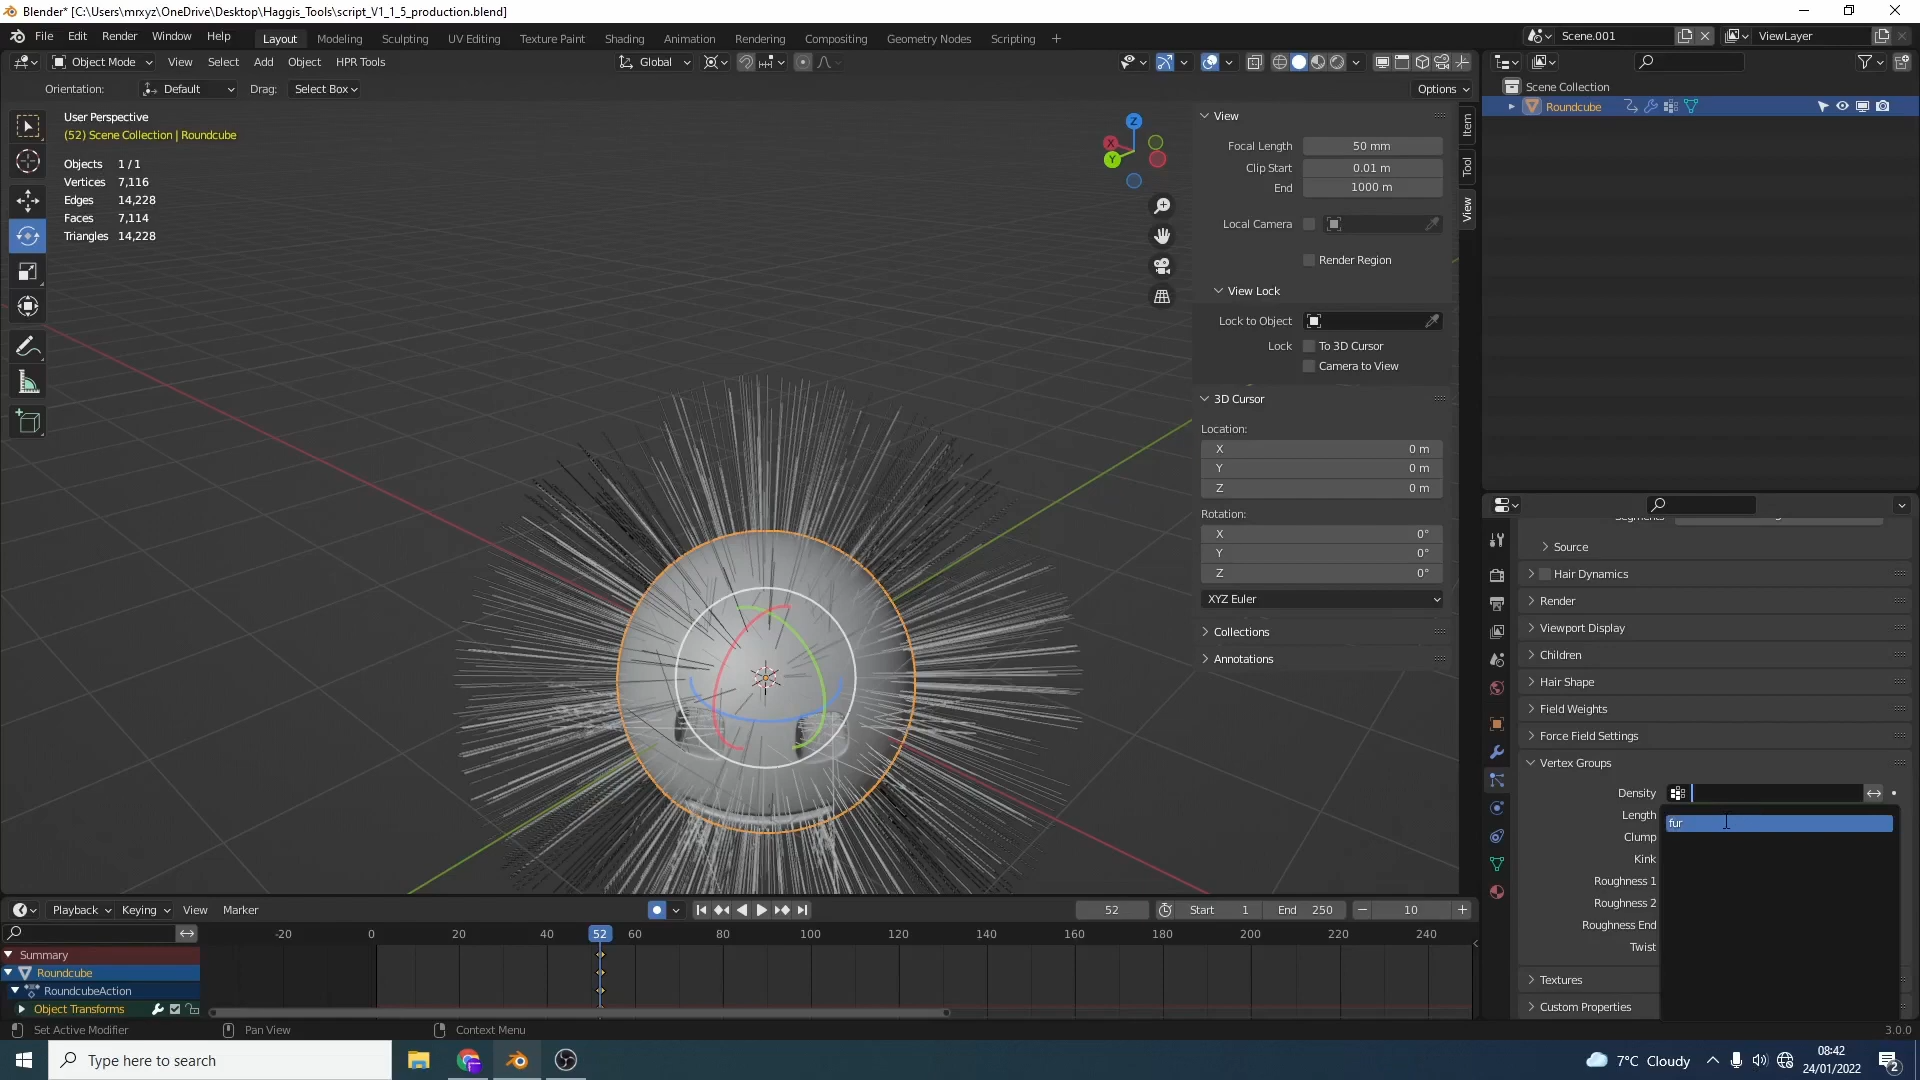 Blender* [C:\Users\mrxyz\OneDrive\Desktop\Haggis_Tools\script_V1_1_5_production.blend]
File Edit Render Window Help Layout Modeling Sculpting UV Editing Texture Paint Shading Animation Rendering Compositing Geometry Nodes Scripting + Scene.001 ViewLayer
Object Mode View Select Add Object HPR Tools Global
Orientation: Default Drag: Select Box Options
Scene Collection
Roundcube
User Perspective
(52) Scene Collection | Roundcube
Objects 1 / 1
Vertices 7,116
Edges 14,228
Faces 7,114
Triangles 14,228
Z
X
Y
View
Focal Length 50 mm
Clip Start 0.01 m
End 1000 m
Local Camera
Render Region
View Lock
Lock to Object
Lock To 3D Cursor
Camera to View
3D Cursor
Location:
X 0 m
Y 0 m
Z 0 m
Rotation:
X 0°
Y 0°
Z 0°
XYZ Euler
Collections
Annotations
Item
Tool
View
Source
Hair Dynamics
Render
Viewport Display
Children
Hair Shape
Field Weights
Force Field Settings
Vertex Groups
Density
Length
fur
Clump
Kink
Roughness 1
Roughness 2
Roughness End
Twist
Textures
Custom Properties
Playback Keying View Marker 52 Start 1 End 250 10
-20 0 20 40 52 60 80 100 120 140 160 180 200 220 240
Summary
Roundcube
RoundcubeAction
Object Transforms
Set Active Modifier Pan View Context Menu 3.0.0
Type here to search 7°C Cloudy 08:42
24/01/2022 2